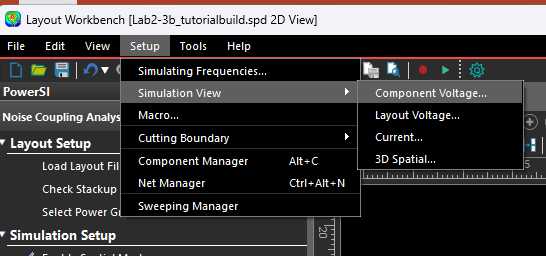 Layout Workbench [Lab2-3b_tutorialbuild.spd 2D View]
File Edit View Setup Tools Window Help
PowerSI
Simulating Frequencies...
Simulation View
Component Voltage...
Noise Coupling Analys
Macro...
Layout Voltage...
Layout Setup
Cutting Boundary
Current...
Load Layout Fil
Component Manager Alt+C
3D Spatial...
Check Stackup
Net Manager Ctrl+Alt+N
Select Power Gr
Sweeping Manager
Simulation Setup
20